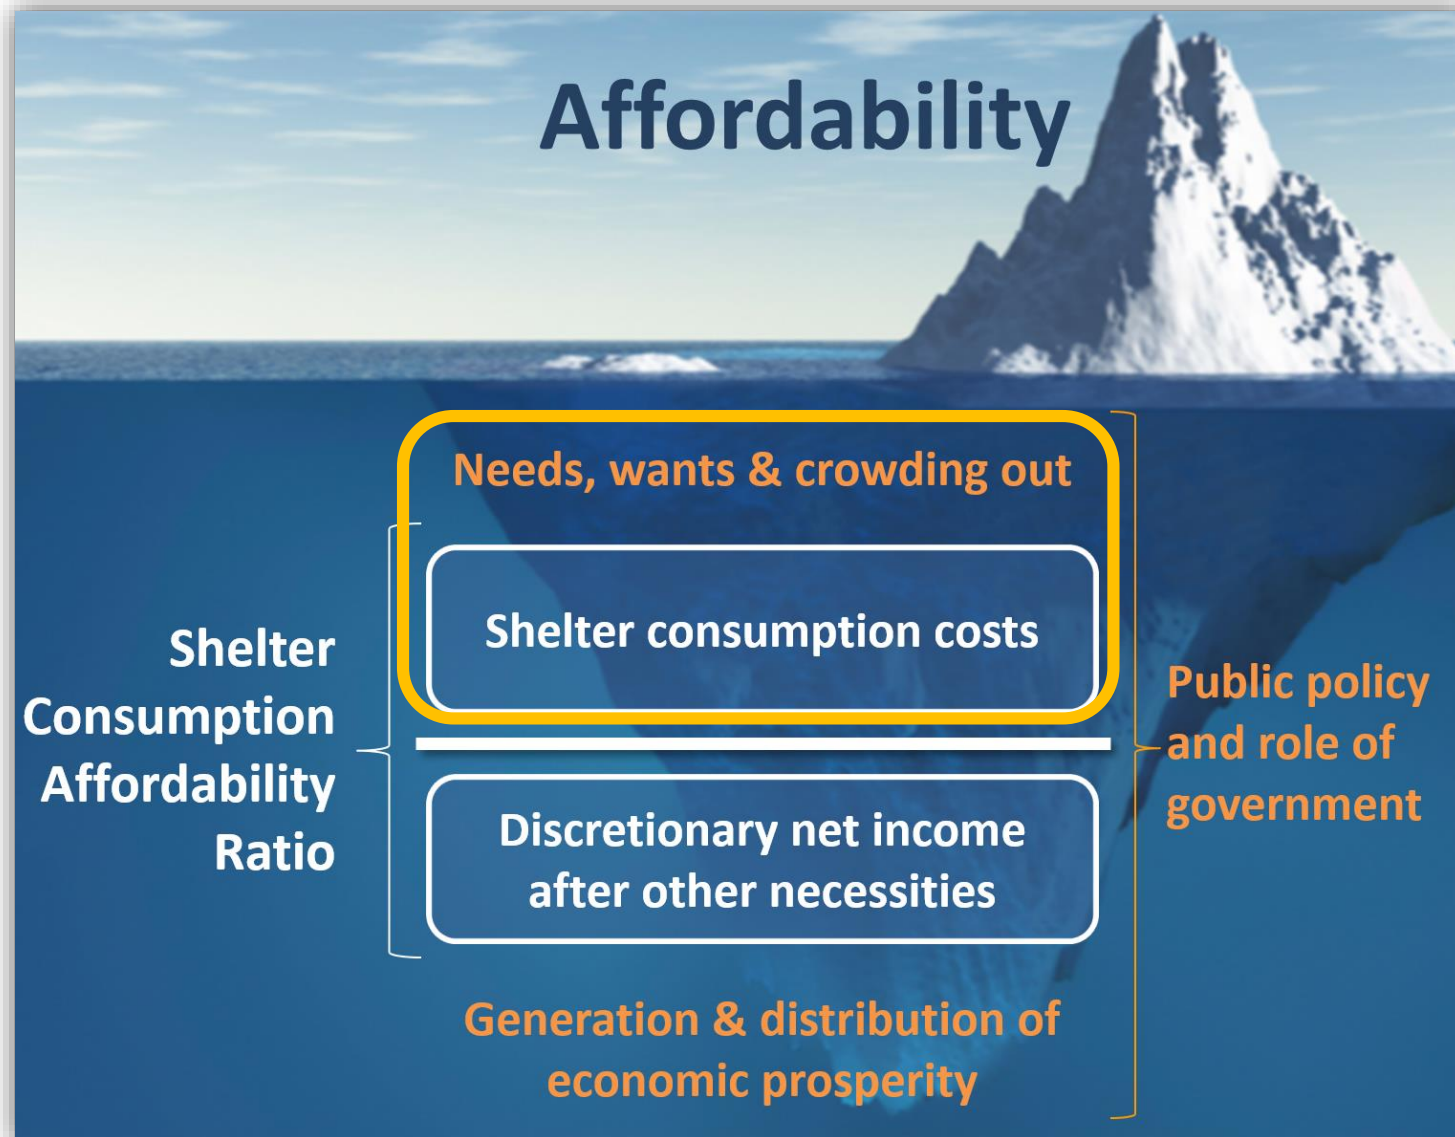 Affordability
Needs, wants & crowding out
Shelter consumption costs
Shelter
Consumption
Affordability
Ratio
Discretionary net income
after other necessities
Public policy
and role of
government
Generation & distribution of
economic prosperity